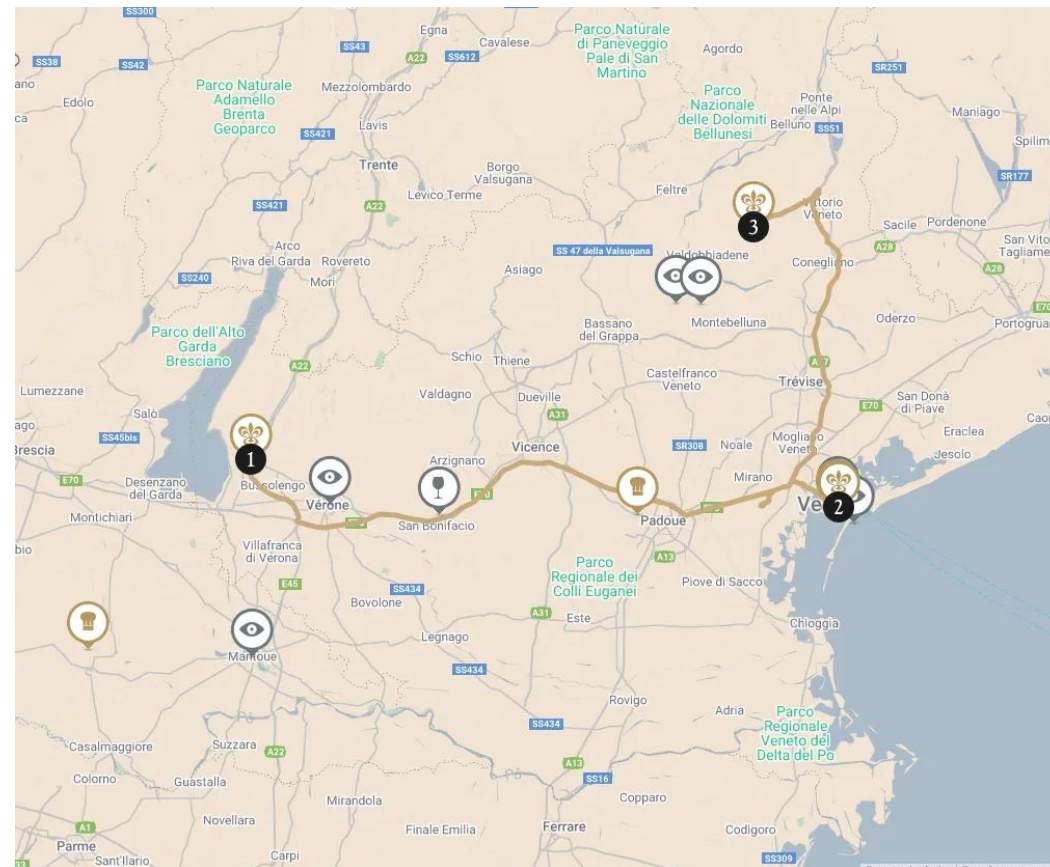 SS300
Egna
Cavalese
Parco Naturale
di Paneveggio
Pale di San
Martino
Agordo
SS43
A22
SS612
SS38
SS42
SR251
Edolo
Parco Naturale
Adamello
Brenta
Geoparco
Mezzolombardo
Parco
Nazionale
delle Dolomiti
Bellunesi
Ponte
nelle Alpi
Maniago
Lavis
SS421
Belluno
SS51
Spilim
Trente
Borgo
Valsugana
SR177
Levico Terme
Feltre
SS421
A22
3
Vittorio
Veneto
Sacile
Pordenone
Arco
Riva del Garda
Rovereto
SS 47 della Valsugana
Valdobbiadene
A28
San Vito
Tagliame
Conegliano
Asiago
A28
SS240
Mori
E70
Parco dell'Alto
Garda
Bresciano
Bassano
del Grappa
Montebelluna
Oderzo
Portogrua
Schio
Thiene
A22
Castelfranco
Veneto
Trévise
Lumezzane
Valdagno
Dueville
San Donà
di Piave
E70
Salò
A31
Eraclea
SS45bis
Vicence
SR308
Noale
Mogliano
Veneto
Jesolo
Brescia
1
Arzignano
Mirano
E70
Desenzano
del Garda
Bussolengo
Vérone
2
Montichiari
San Bonifacio
Padoue
Villafranca
di Verona
A13
Parco
Regionale dei
Colli Euganei
Piove di Sacco
E45
SS434
Bovolone
A31
Este
Chioggia
Legnago
Mantoue
SS434
Rovigo
Adria
Parco
Regionale
Veneto del
Delta del Po
SS434
Casalmaggiore
Suzzara
A22
A13
Colorno
Guastalla
SS16
Mirandola
Copparo
Novellara
Finale Emilia
Ferrare
Codigoro
A1
Parme
Sant'Ilario
Carpi
SS309